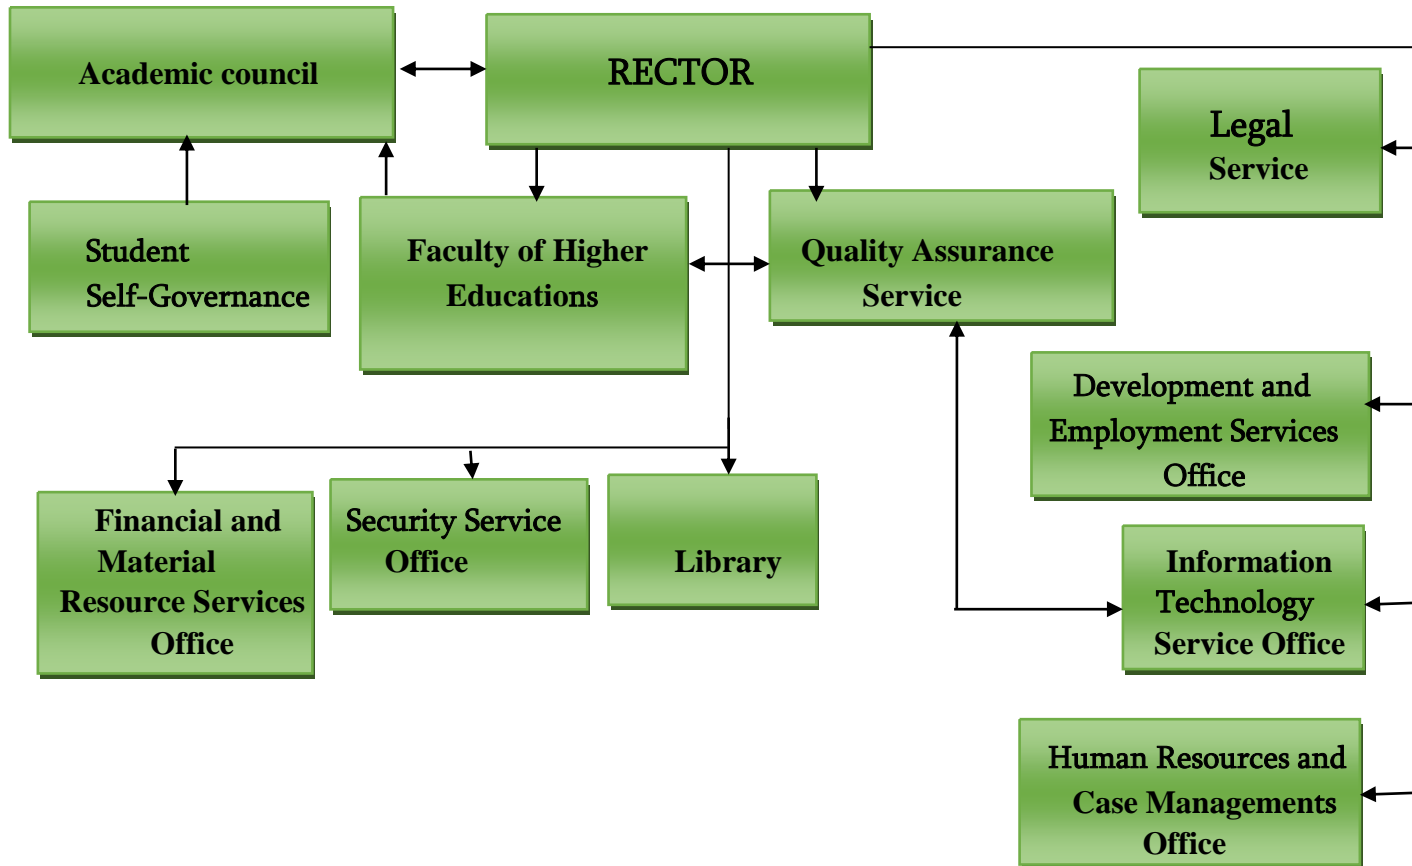 Academic council
RECTOR
Legal
Service
Student
Self-Governance
Faculty of Higher
Educations
Quality Assurance
Service
Development and
Employment Services
Office
Financial and
Material
Resource Services
Office
Security Service
Office
Library
Information
Technology
Service Office
Human Resources and
Case Managements
Office